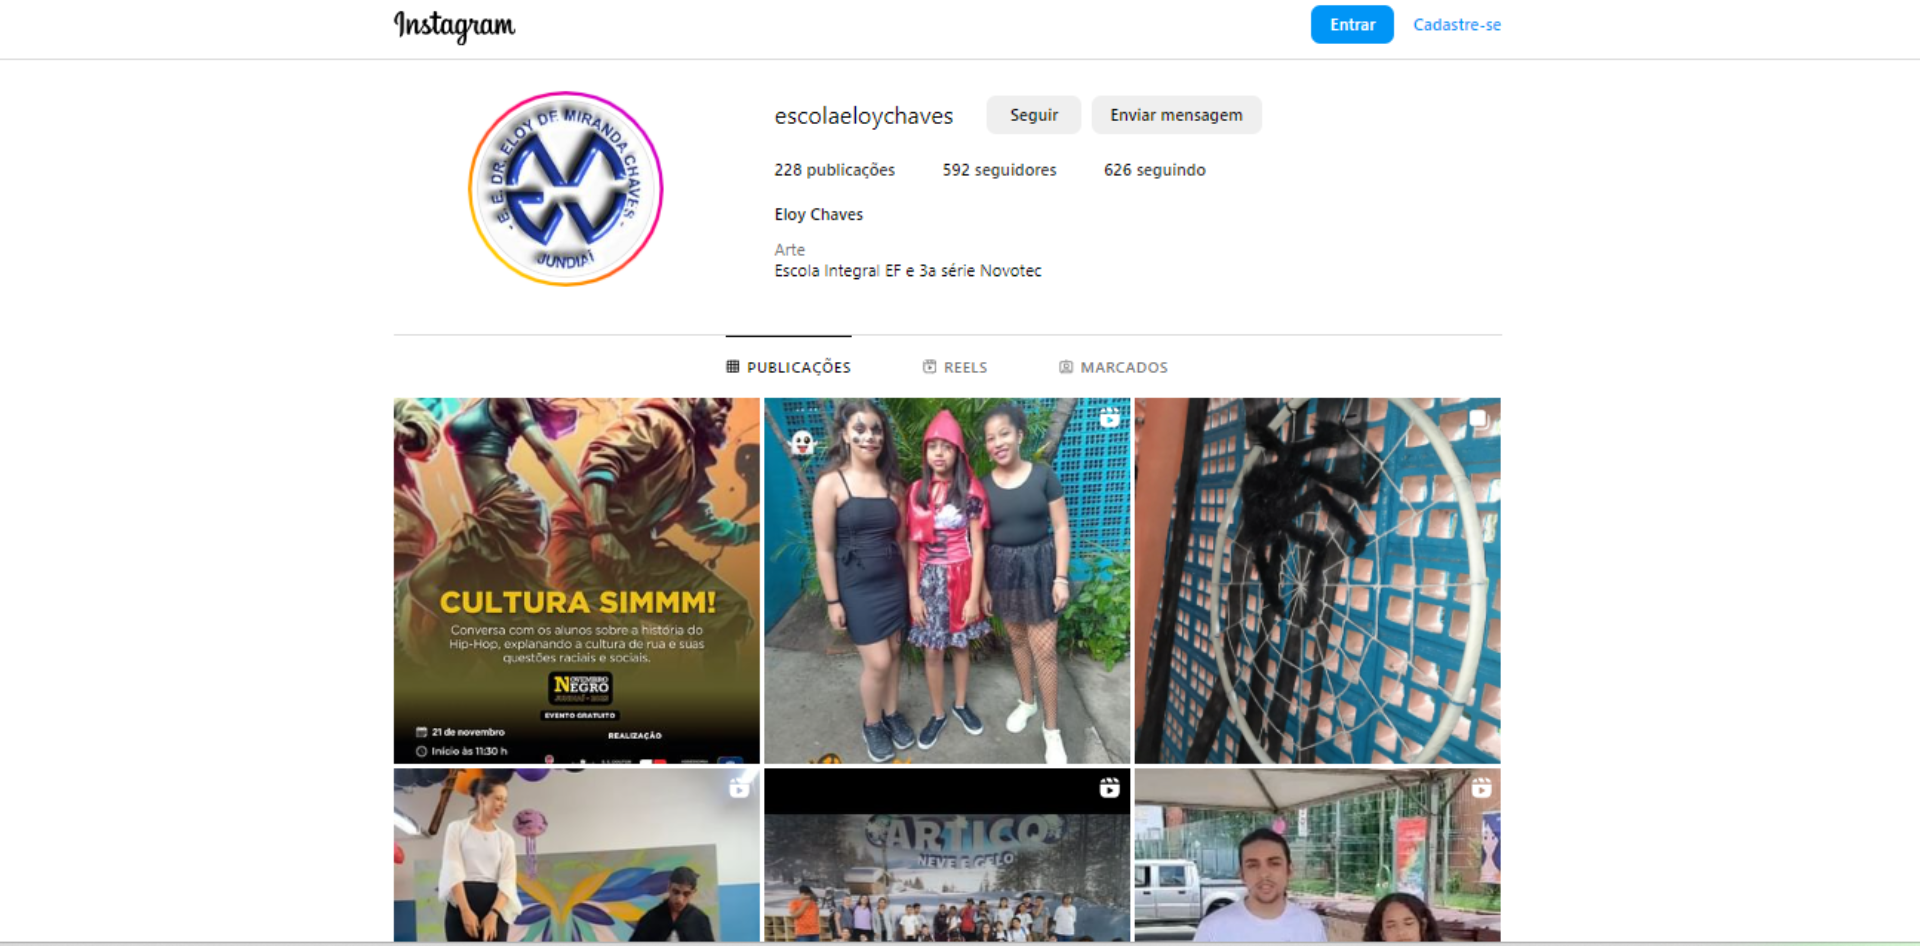 Instagram
Entrar
Cadastre-se
E. E. DR. ELOY DE MIRANDA CHAVES -
JUNDIAÍ
escolaeloychaves
Seguir
Enviar mensagem
228 publicações
592 seguidores
626 seguindo
Eloy Chaves
Arte
Escola Integral EF e 3a série Novotec
PUBLICAÇÕES
REELS
MARCADOS
CULTURA SIMMM!
Conversa com os alunos sobre a história do
Hip-Hop, explanando a cultura de rua e suas
questões raciais e sociais.
NOVEMBRO
NEGRO
EVENTO GRATUITO
21 de novembro
REALIZAÇÃO
Início às 11:30 h
ARTICO
NEVE E GELO